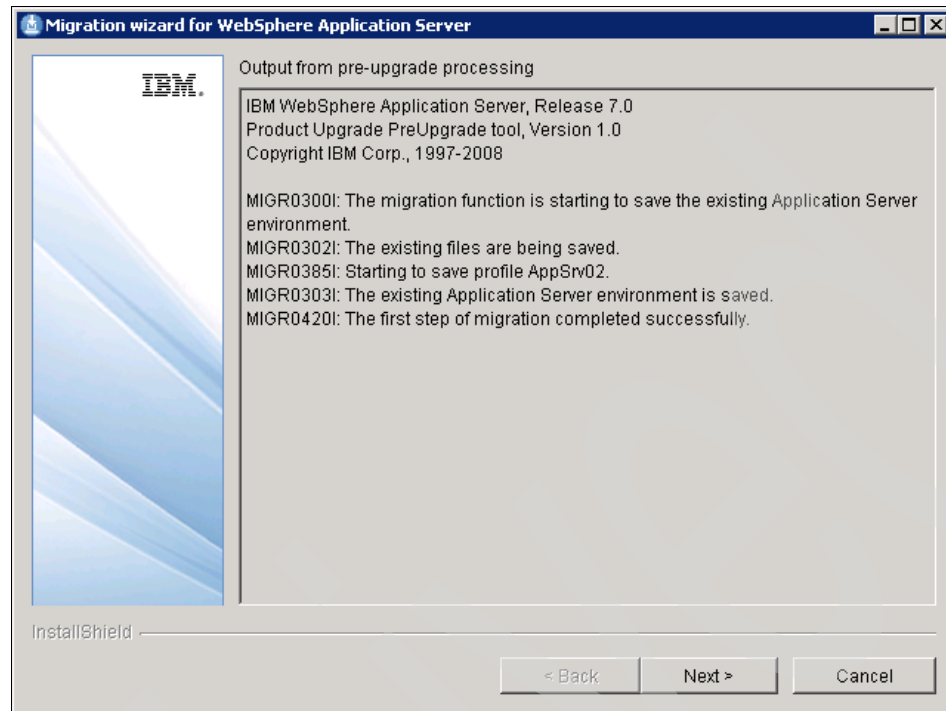 Migration wizard for WebSphere Application Server
IBM.
Output from pre-upgrade processing
IBM WebSphere Application Server, Release 7.0
Product Upgrade PreUpgrade tool, Version 1.0
Copyright IBM Corp., 1997-2008
MIGR0300I: The migration function is starting to save the existing Application Server
environment.
MIGR0302I: The existing files are being saved.
MIGR0385I: Starting to save profile AppSrv02.
MIGR0303I: The existing Application Server environment is saved.
MIGR0420I: The first step of migration completed successfully.
InstallShield
< Back
Next >
Cancel